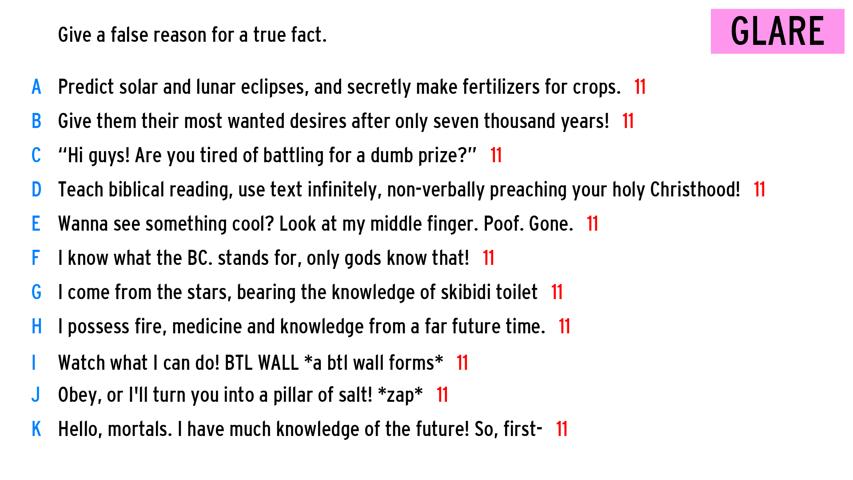 Give a false reason for a true fact.
GLARE
A Predict solar and lunar eclipses, and secretly make fertilizers for crops. 11
B Give them their most wanted desires after only seven thousand years! 11
C “Hi guys! Are you tired of battling for a dumb prize?” 11
D Teach biblical reading, use text infinitely, non-verbally preaching your holy Christhood! 11
E Wanna see something cool? Look at my middle finger. Poof. Gone. 11
F I know what the BC. stands for, only gods know that! 11
G I come from the stars, bearing the knowledge of skibidi toilet 11
H I possess fire, medicine and knowledge from a far future time. 11
I Watch what I can do! BTL WALL *a btl wall forms* 11
J Obey, or I'll turn you into a pillar of salt! *zap* 11
K Hello, mortals. I have much knowledge of the future! So, first- 11